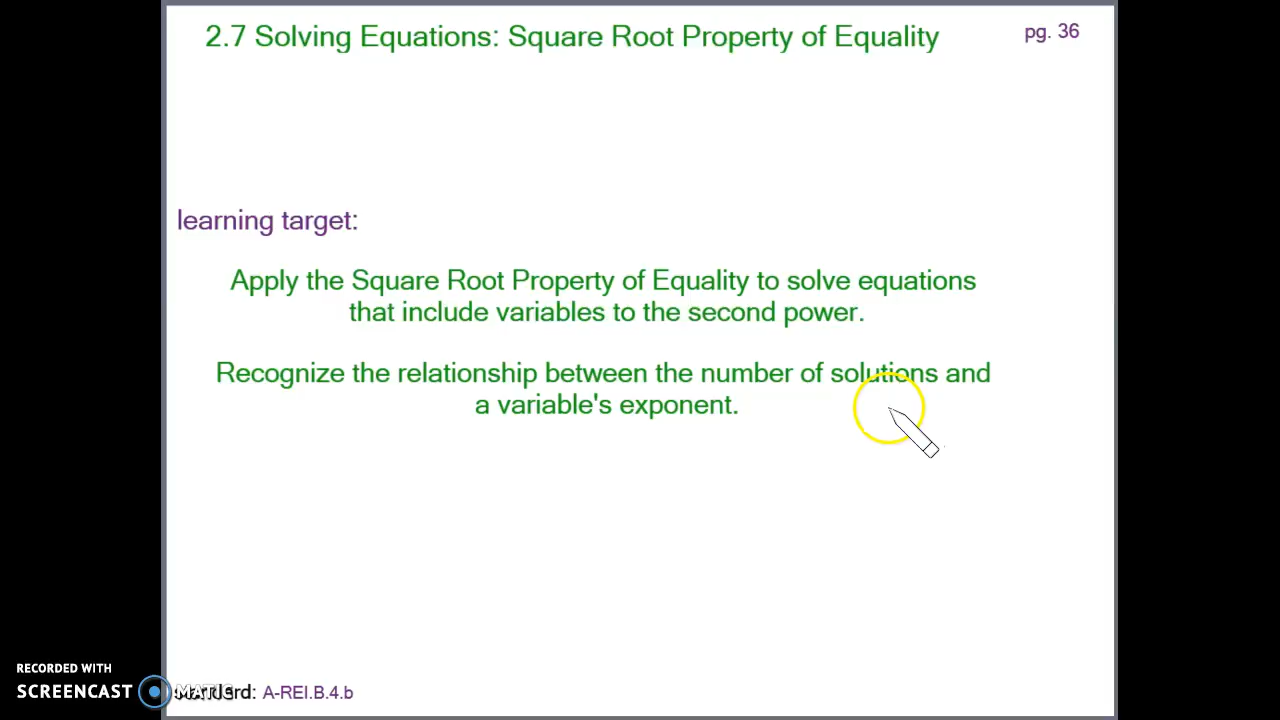 2.7 Solving Equations: Square Root Property of Equality
pg. 36
learning target:
Apply the Square Root Property of Equality to solve equations
that include variables to the second power.
Recognize the relationship between the number of solutions and
a variable's exponent.
RECORDED WITH
SCREENCAST MATIC
A-REI.B.4.b